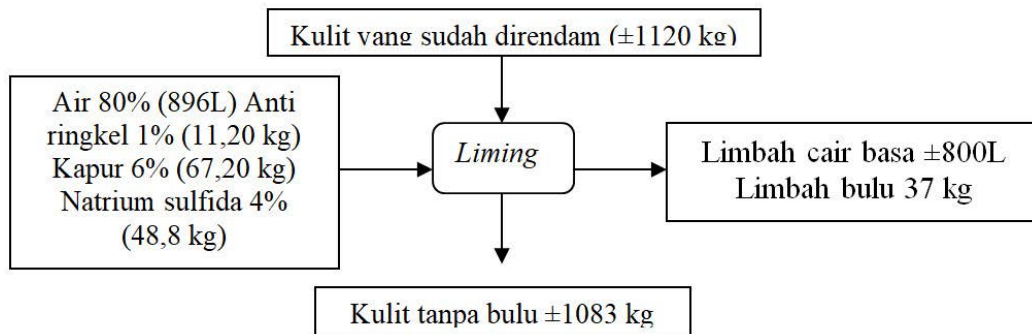 Kulit yang sudah direndam (±1120 kg)
Air 80% (896L) Anti
ringkel 1% (11,20 kg)
Kapur 6% (67,20 kg)
Natrium sulfida 4%
(48,8 kg)
Liming
Limbah cair basa ±800L
Limbah bulu 37 kg
Kulit tanpa bulu ±1083 kg